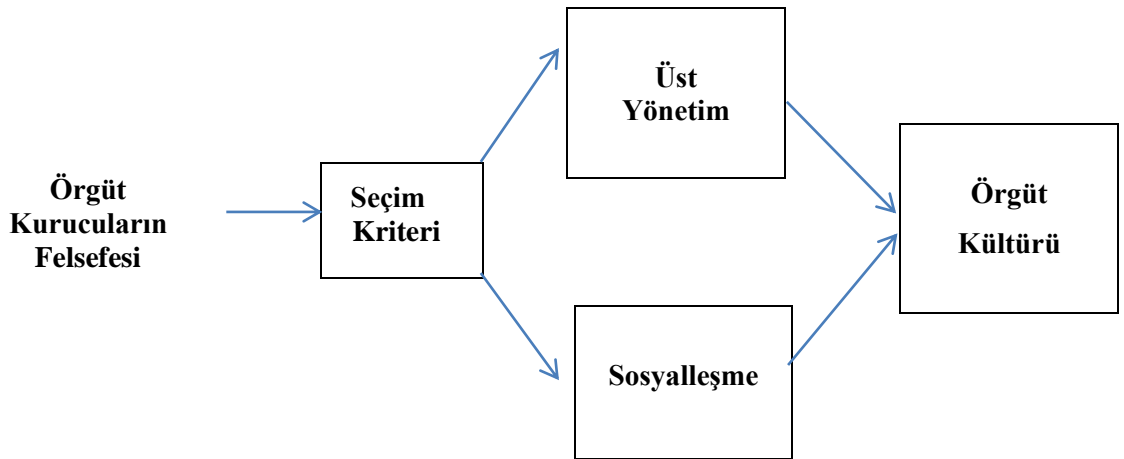 Örgüt
Kurucuların
Felsefesi
Seçim
Kriteri
Üst
Yönetim
Sosyalleşme
Örgüt
Kültürü